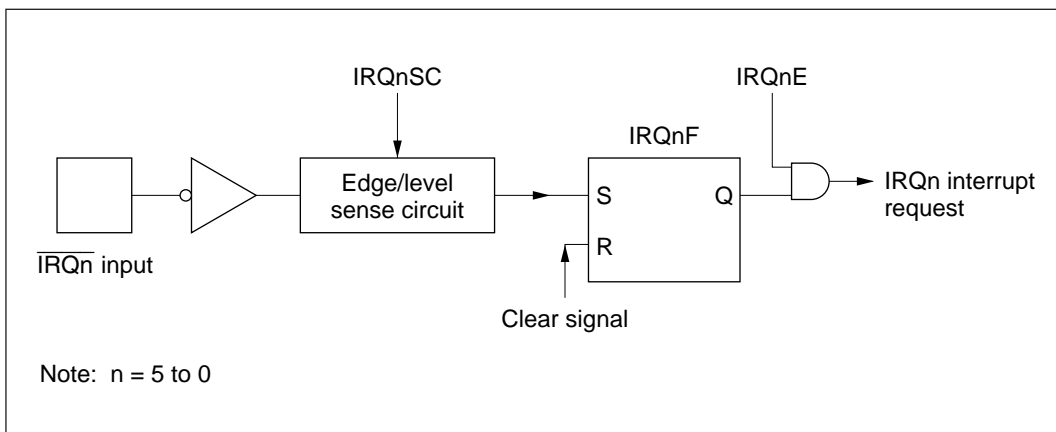 IRQnSC
IRQnE
IRQnF
Edge/level
sense circuit
S
Q
R
IRQn interrupt
request
IRQn input
Clear signal
Note: n = 5 to 0